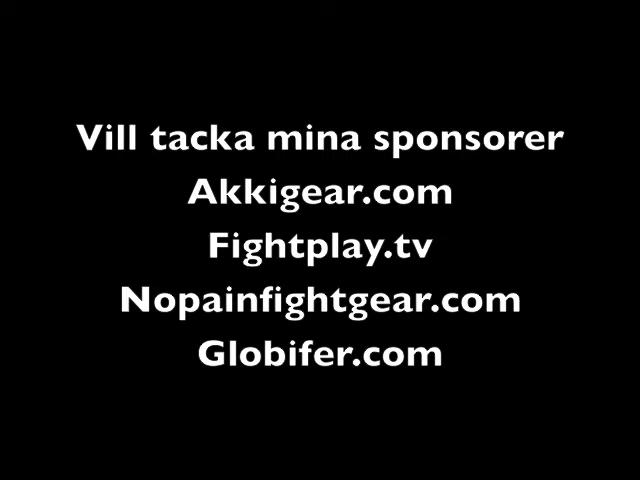 Vill tacka mina sponsorer
Akkigear.com
Fightplay.tv
Nopainfightgear.com
Globifer.com